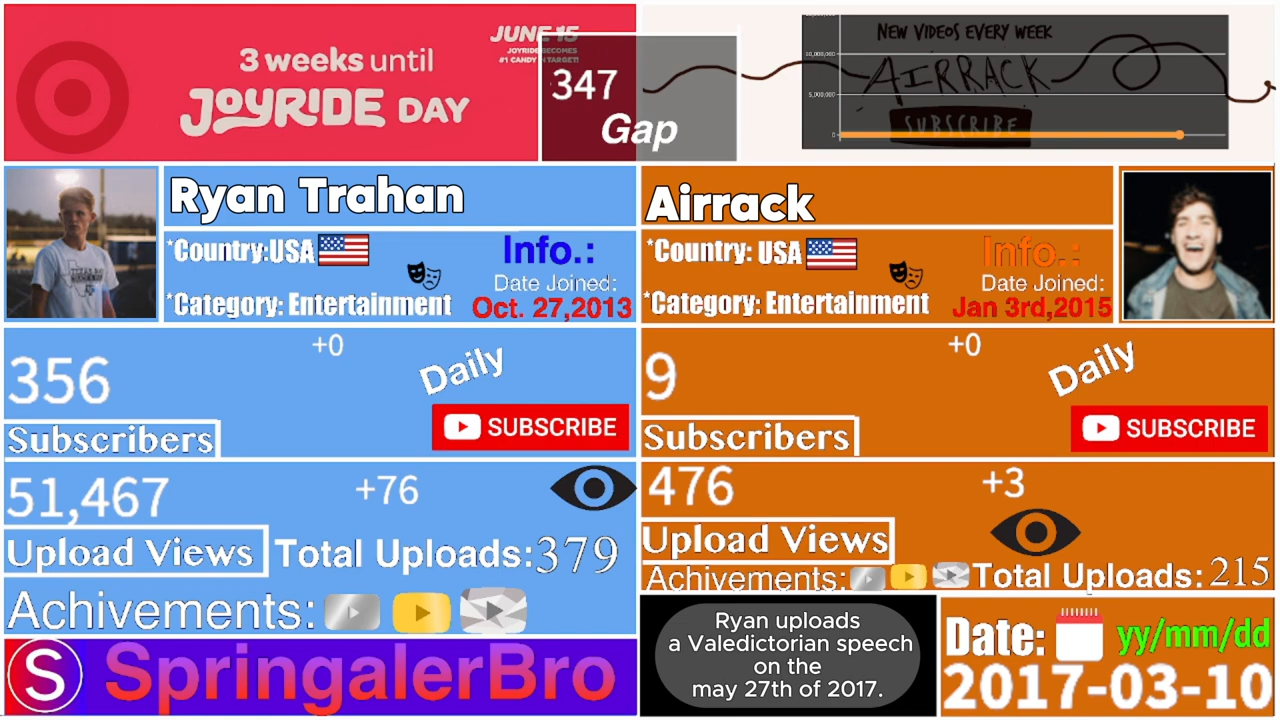 3 weeks until
JOYRIDE DAY
JUNE 15
JOYRIDE BECOMES
#1 CANDY
TARGET!
347
Gap
NEW VIDEOS EVERY WEEK
AIRRACK
SUBSCRIBE
10,000,000
5,000,000
0
Ryan Trahan
*Country:USA
Info.:
Date Joined:
*Category: Entertainment
Oct. 27,2013
Airrack
*Country: USA
Info.:
Date Joined:
*Category: Entertainment
Jan 3rd,2015
+0
356
Daily
SUBSCRIBE
Subscribers
+0
9
Daily
SUBSCRIBE
Subscribers
51,467
+76
Upload Views
Total Uploads:379
Achivements:
476
+3
Upload Views
Achivements:
Total Uploads: 215
S
SpringalerBro
Ryan uploads
a Valedictorian speech
on the
may 27th of 2017.
Date:
yy/mm/dd
2017-03-10